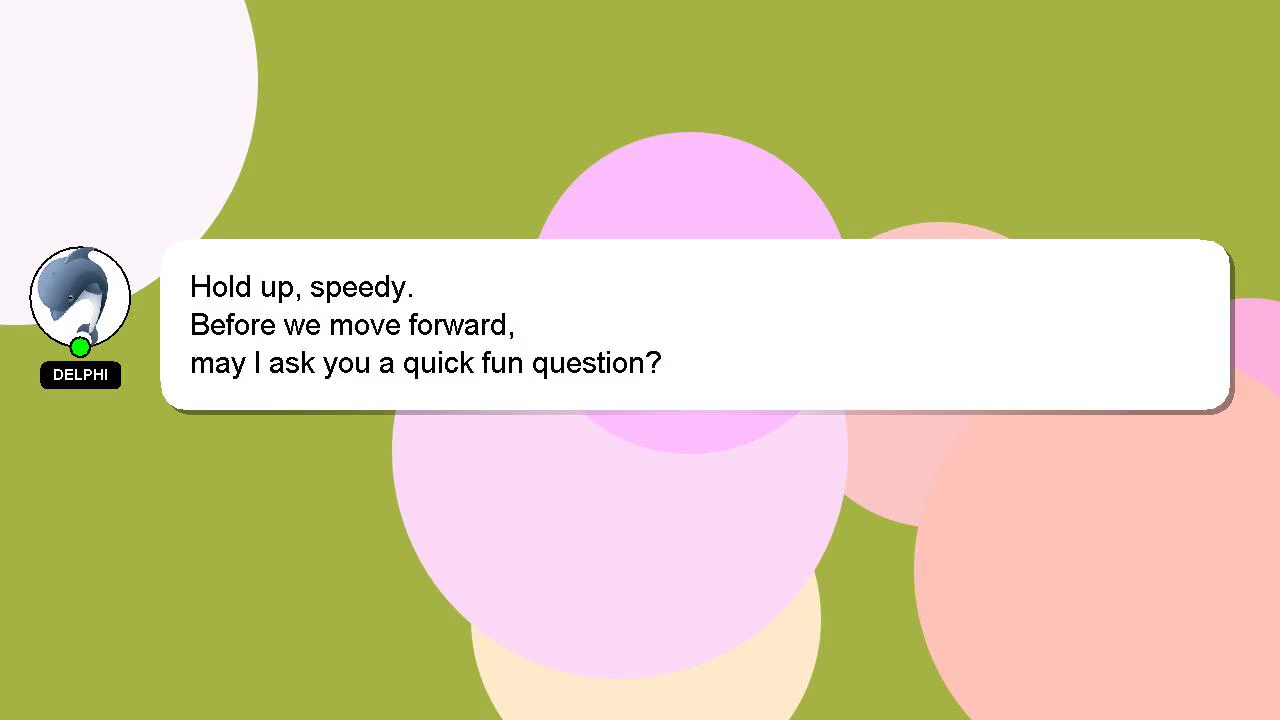 Hold up, speedy.
Before we move forward,
may I ask you a quick fun question?
DELPHI